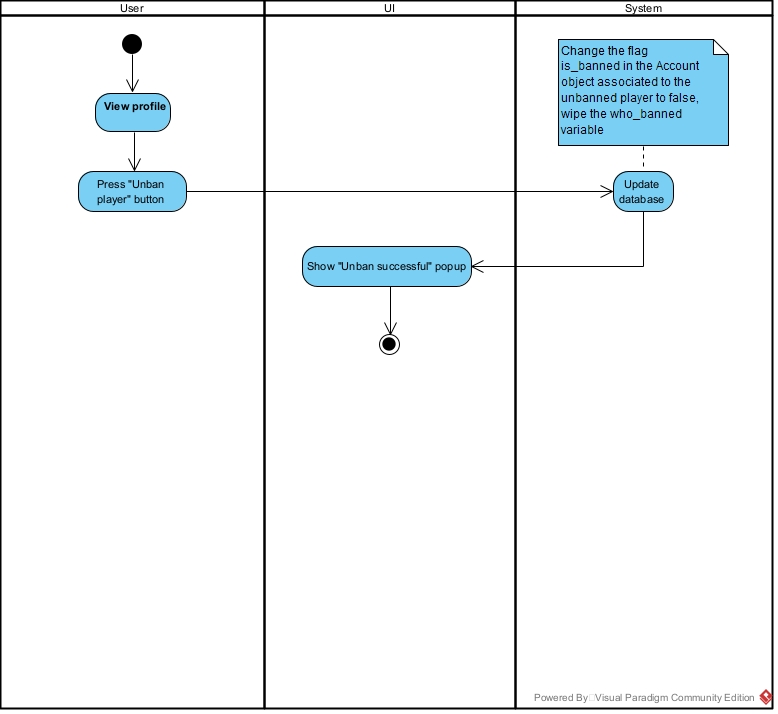 User
UI
System
View profile
Press "Unban
player" button
Change the flag
is_banned in the Account
object associated to the
unbanned player to false,
wipe the who_banned
variable
Update
database
Show "Unban successful" popup
Powered By Visual Paradigm Community Edition